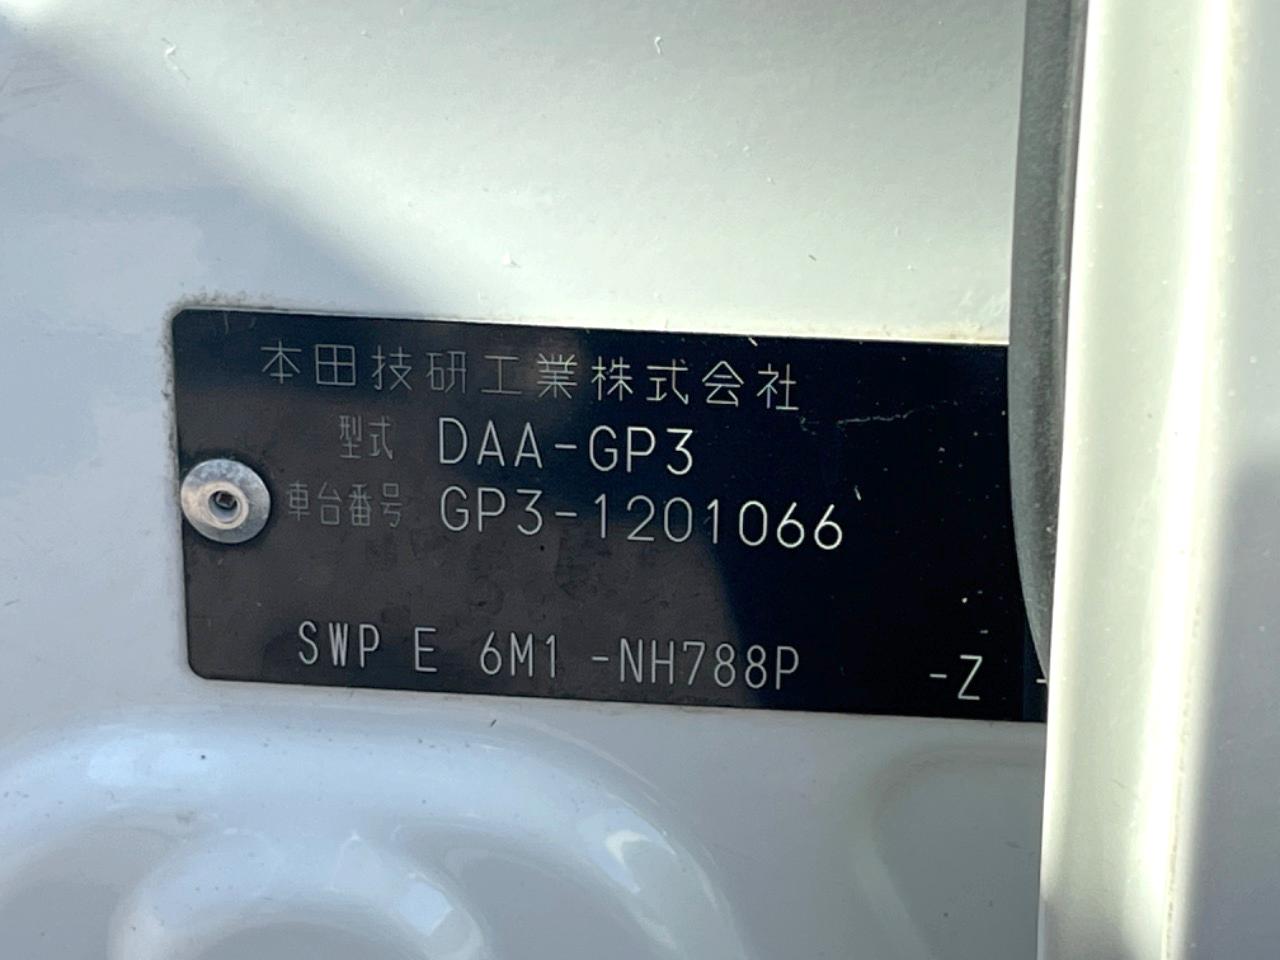 本田技研工業株式会社
型式 DAA-GP3
車台番号 GP3-1201066
SWP E 6M1 -NH788P -Z -